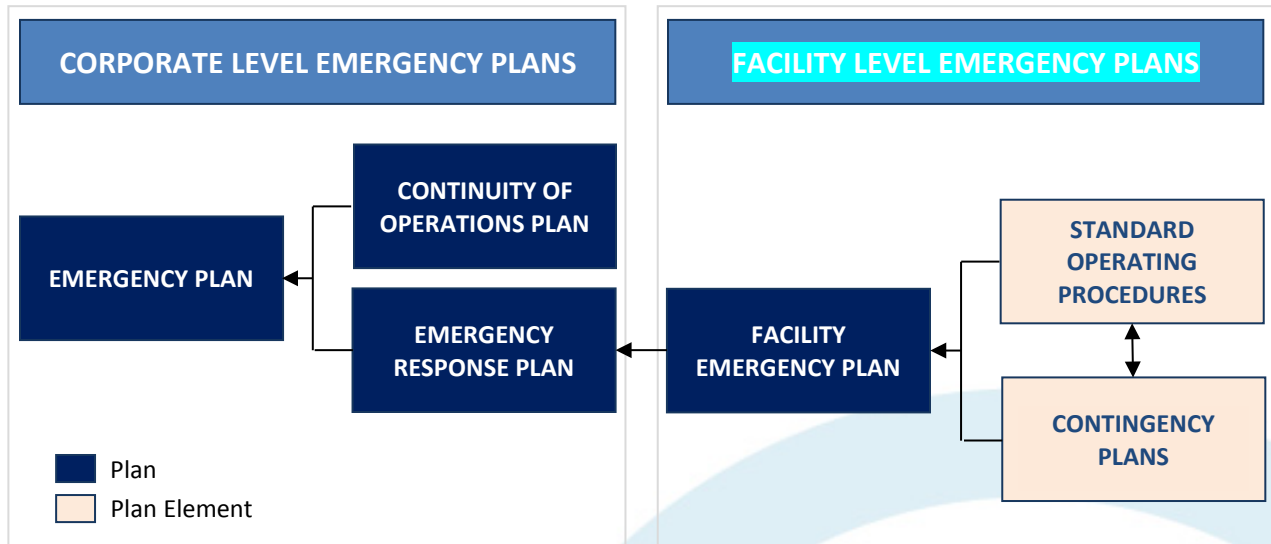 CORPORATE LEVEL EMERGENCY PLANS
FACILITY LEVEL EMERGENCY PLANS
EMERGENCY PLAN
CONTINUITY OF
OPERATIONS PLAN
EMERGENCY
RESPONSE PLAN
FACILITY
EMERGENCY PLAN
STANDARD
OPERATING
PROCEDURES
CONTINGENCY
PLANS
Plan
Plan Element